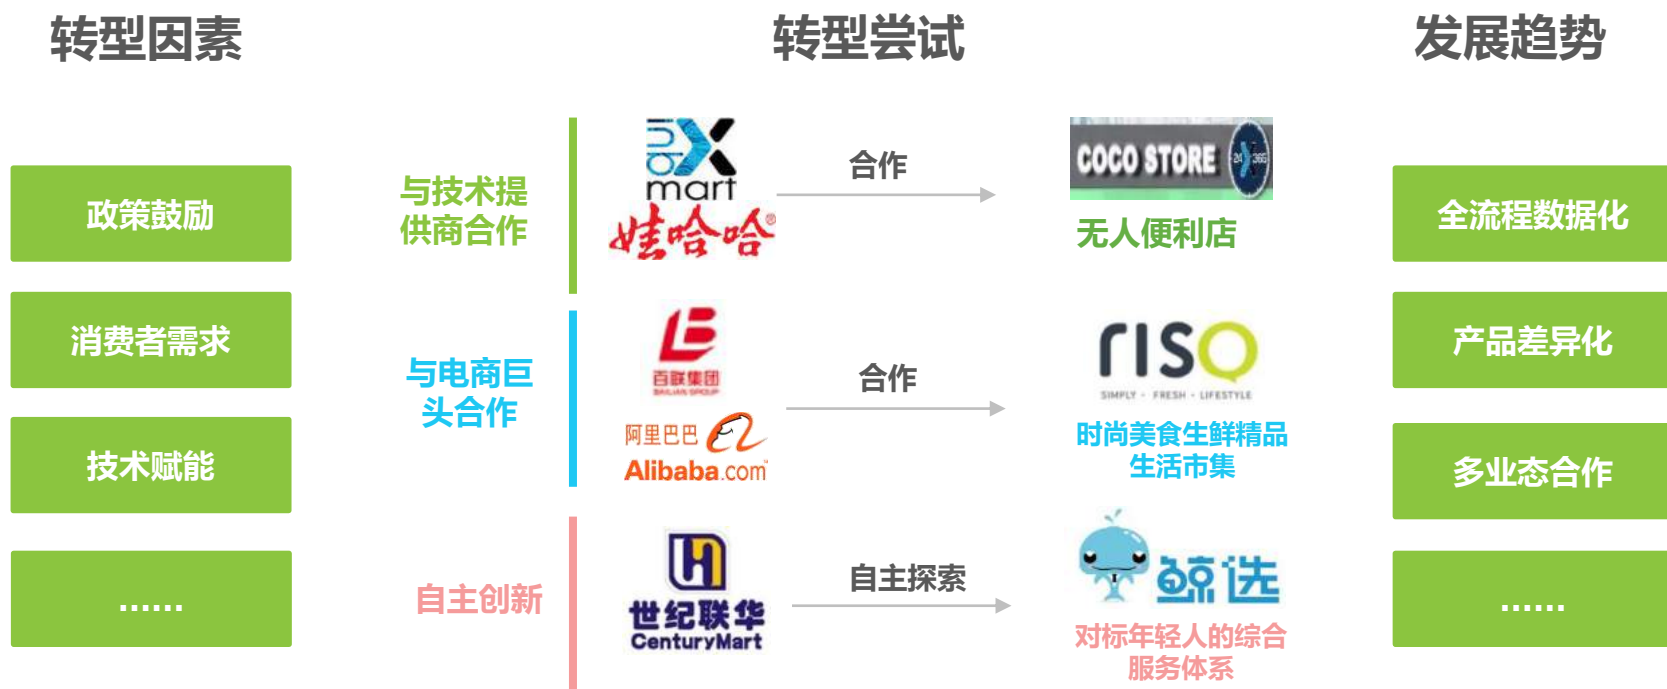 转型因素
转型尝试
发展趋势
政策鼓励
消费者需求
技术赋能
......
与技术提
供商合作
mart
娃哈哈®
合作
COCO STORE
24 X 365
无人便利店
与电商巨
头合作
百联集团
BAILIAN GROUP
阿里巴巴
Alibaba.com
合作
riso
SIMPLY · FRESH · LIFESTYLE
时尚美食生鲜精品
生活市集
自主创新
世纪联华
CenturyMart
自主探索
鲸选
对标年轻人的综合
服务体系
全流程数据化
产品差异化
多业态合作
......